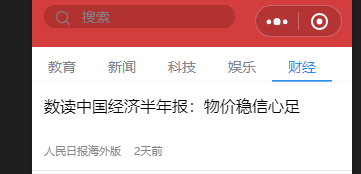 搜索
教育 新闻 科技 娱乐 财经
数读中国经济半年报：物价稳信心足
人民日报海外版 2天前